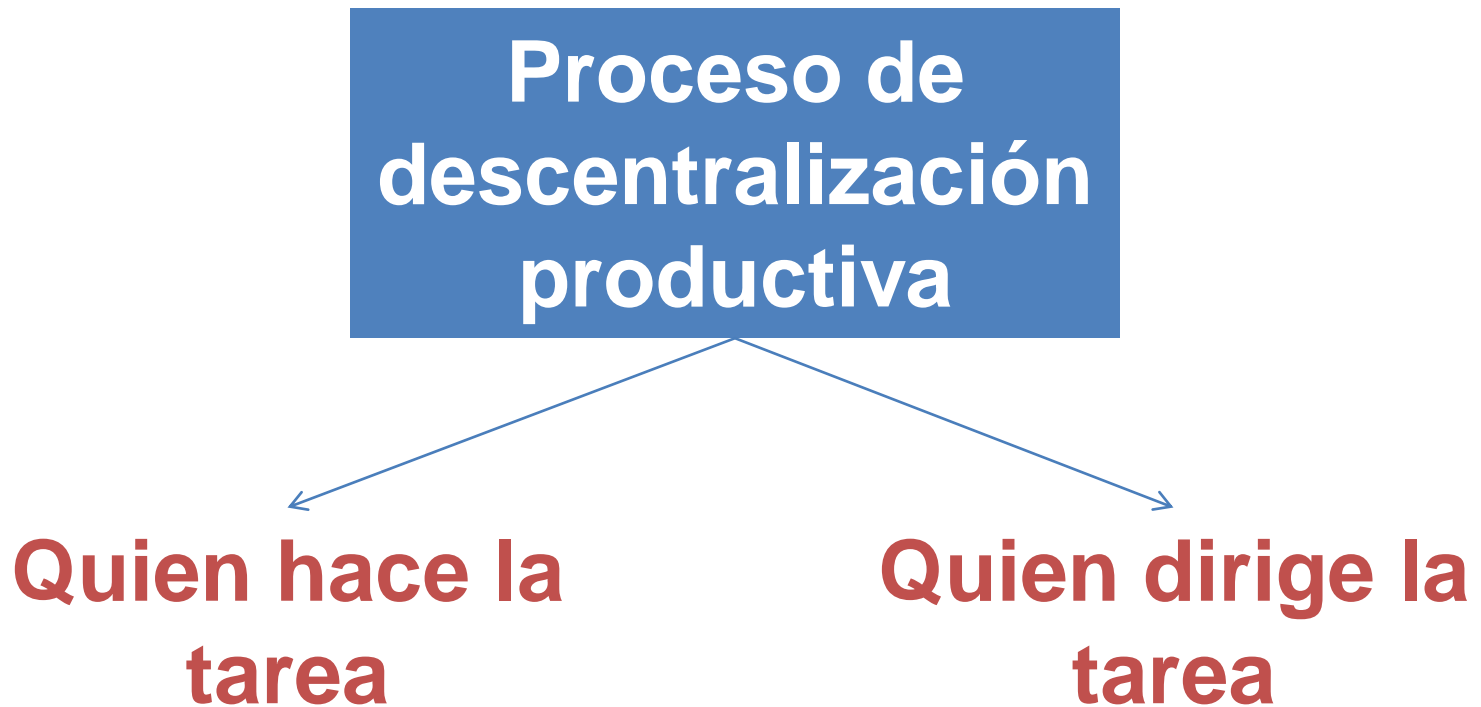 Proceso de
descentralización
productiva
Quien hace la
tarea
Quien dirige la
tarea